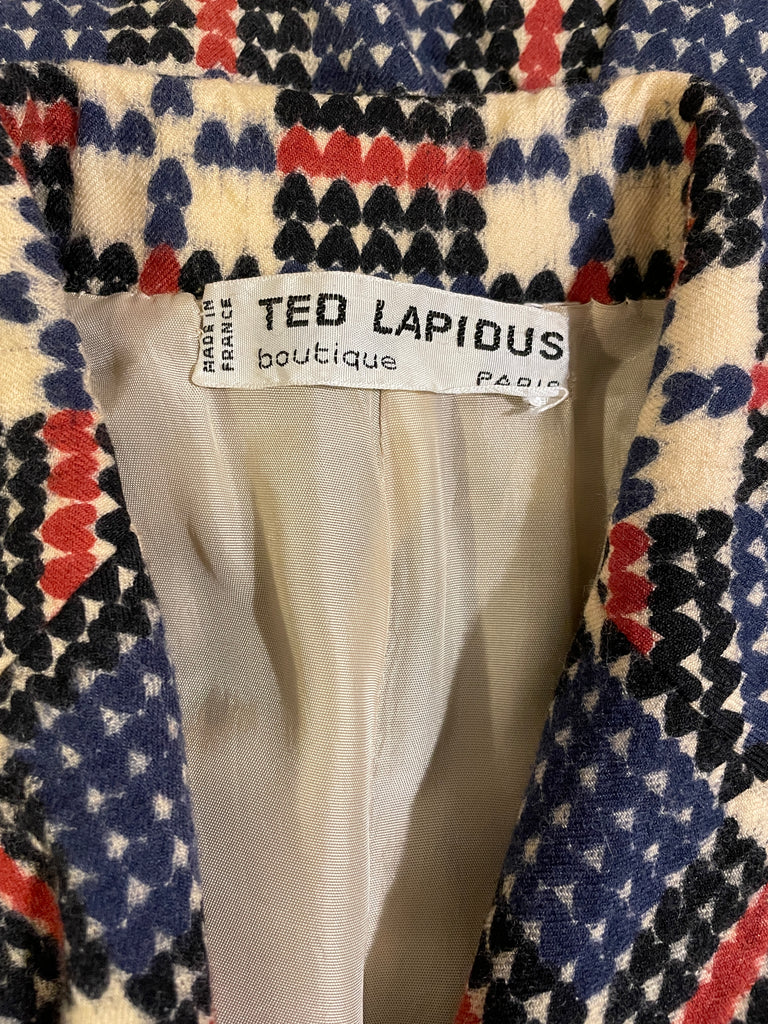 MADE IN
FRANCE
TED LAPIDUS
boutique
PARIS